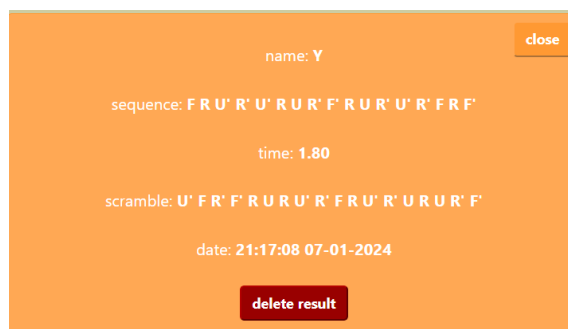 close
name: Y
sequence: F R U' R' U' R U R' F' R U R' U' R' F R F'
time: 1.80
scramble: U' F R' F' R U R U' R' F R U' R' U R U R' F'
date: 21:17:08 07-01-2024
delete result